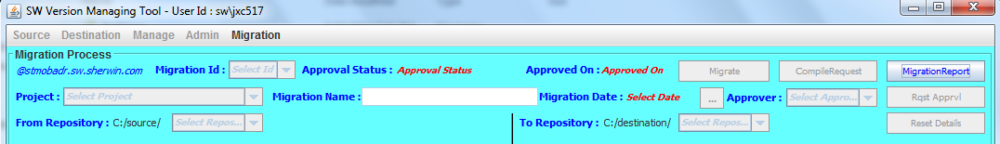 SW Version Managing Tool - User Id : sw\jxc517
Source Destination Manage Admin Migration
Migration Process
@stmobadr.sw.sherwin.com Migration Id : Select Id Approval Status : Approval Status Approved On : Approved On Migrate CompileRequest MigrationReport
Project : Select Project Migration Name : Migration Date : Select Date ... Approver : Select Appro... Rqst Apprvl
From Repository : C:/source/ Select Repos... To Repository : C:/destination/ Select Repos... Reset Details